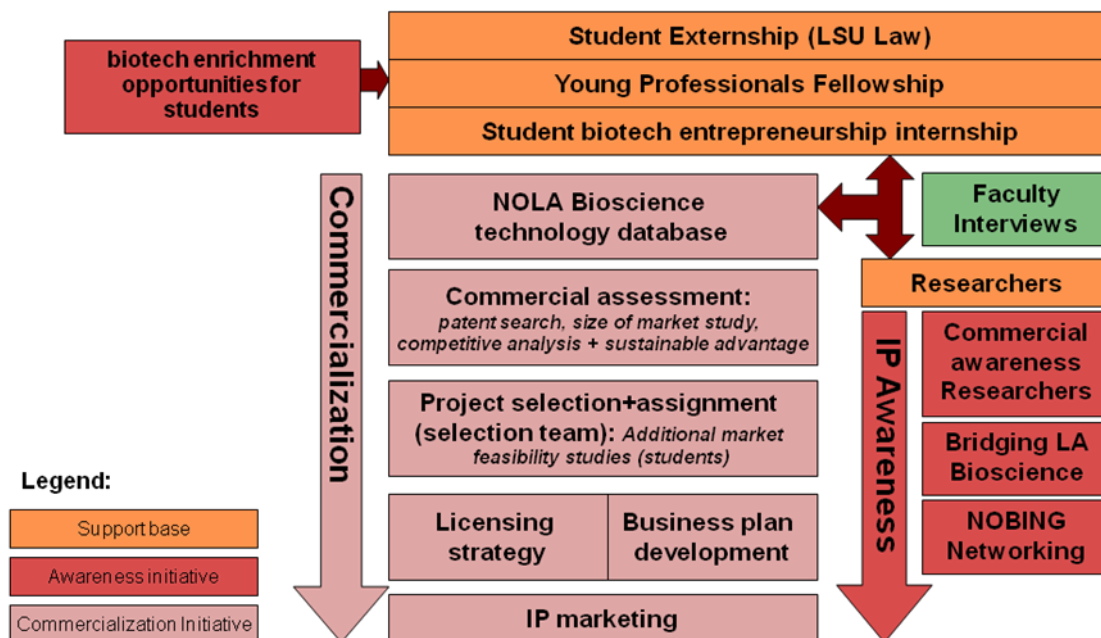 biotech enrichment
opportunities for
students
Student Externship (LSU Law)
Young Professionals Fellowship
Student biotech entrepreneurship internship
Commercialization
NOLA Bioscience
technology database
Faculty
Interviews
Researchers
Commercial assessment:
patent search, size of market study,
competitive analysis + sustainable advantage
IP Awareness
Commercial
awareness
Researchers
Project selection+assignment
(selection team): Additional market
feasibility studies (students)
Bridging LA
Bioscience
Licensing
strategy
Business plan
development
NOBING
Networking
IP marketing
Legend:
Support base
Awareness initiative
Commercialization Initiative